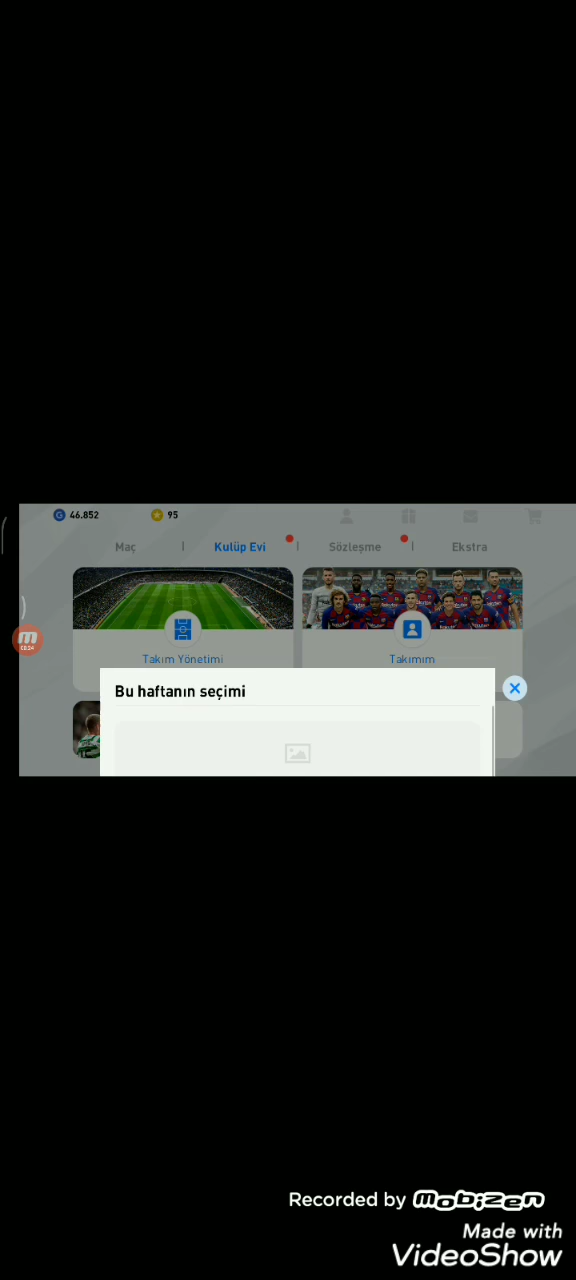 46.852 95
Maç | Kulüp Evi | Sözleşme | Ekstra
Takım Yönetimi
Takımım
Bu haftanın seçimi
Recorded by mobizen
Made with
VideoShow